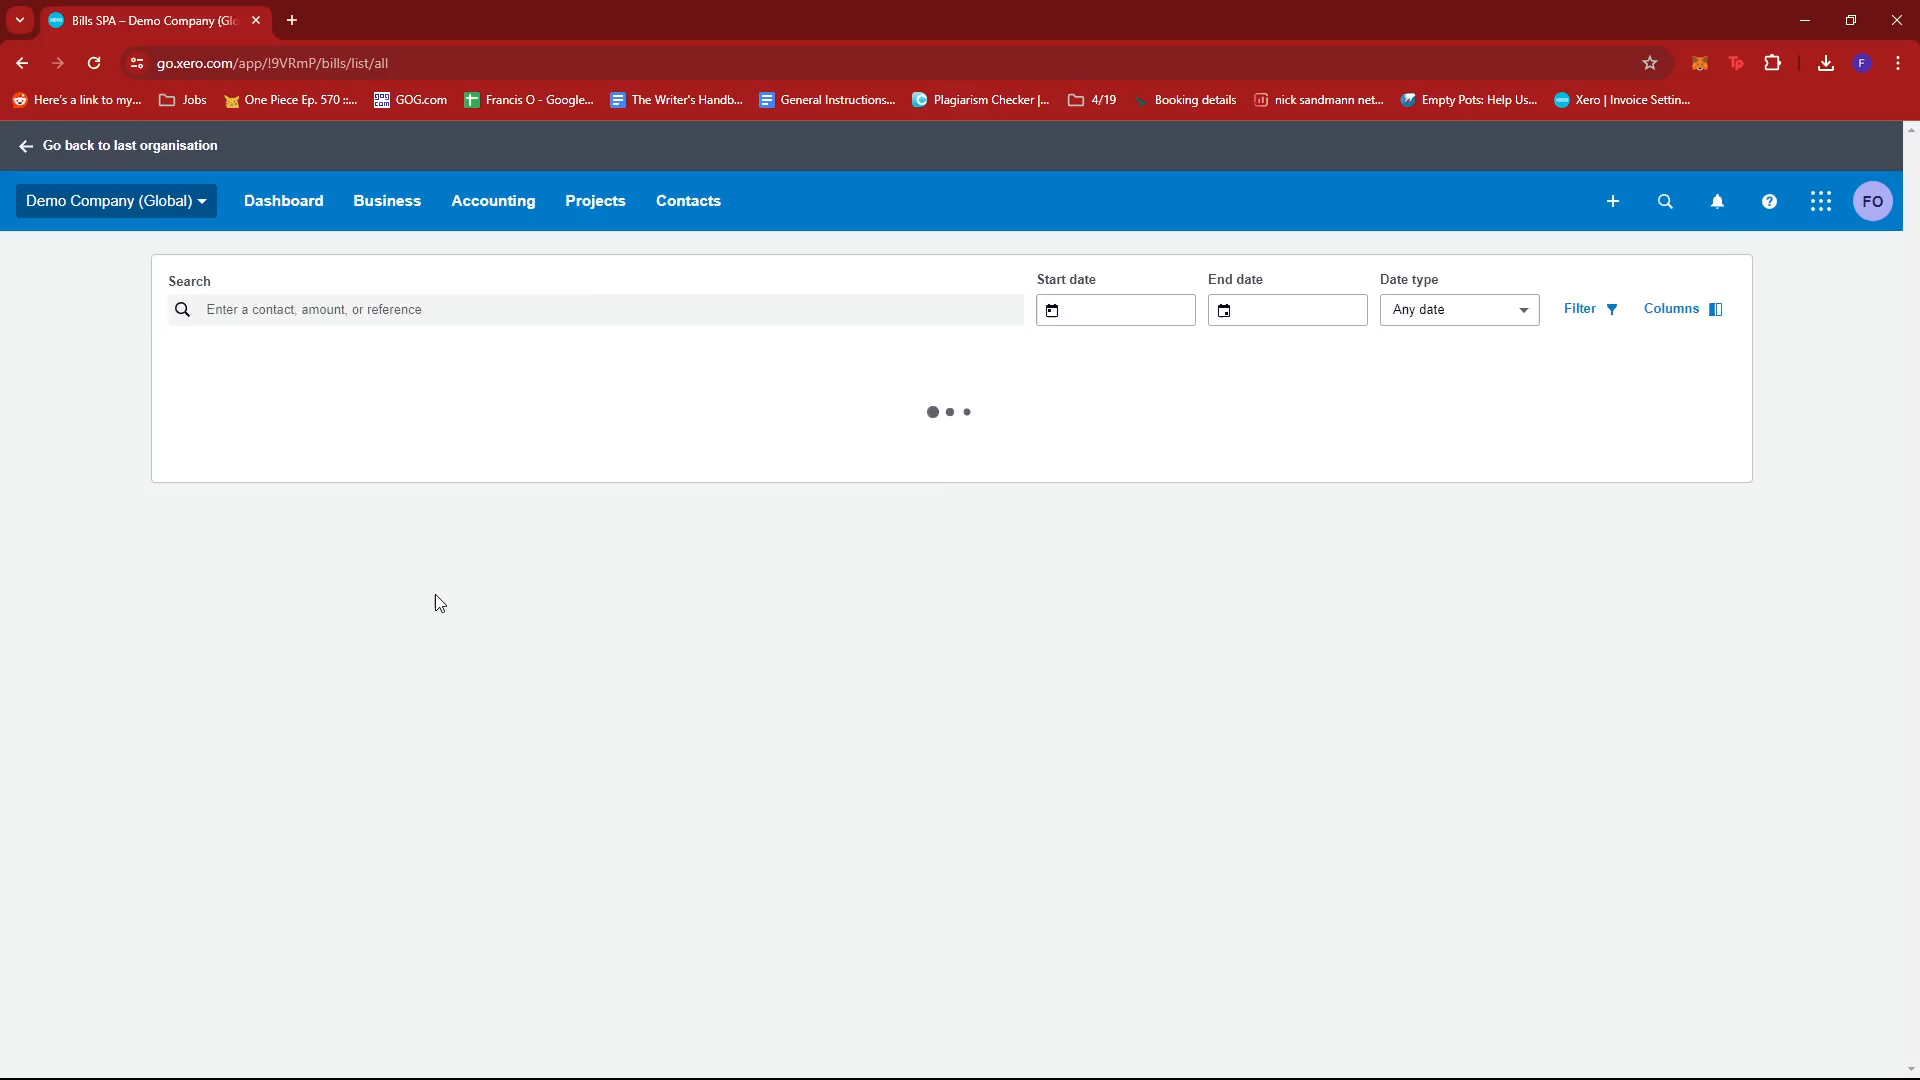 Bills SPA – Demo Company (Glo
go.xero.com/app/!9VRmP/bills/list/all
Here's a link to my...
Jobs
One Piece Ep. 570 ::...
GOG.com
Francis O - Google...
The Writer's Handb...
General Instructions...
Plagiarism Checker |...
4/19
Booking details
nick sandmann net...
Empty Pots: Help Us...
Xero | Invoice Settin...
Go back to last organisation
Demo Company (Global)
Dashboard
Business
Accounting
Projects
Contacts
FO
Search
Start date
End date
Date type
Enter a contact, amount, or reference
Any date
Filter
Columns